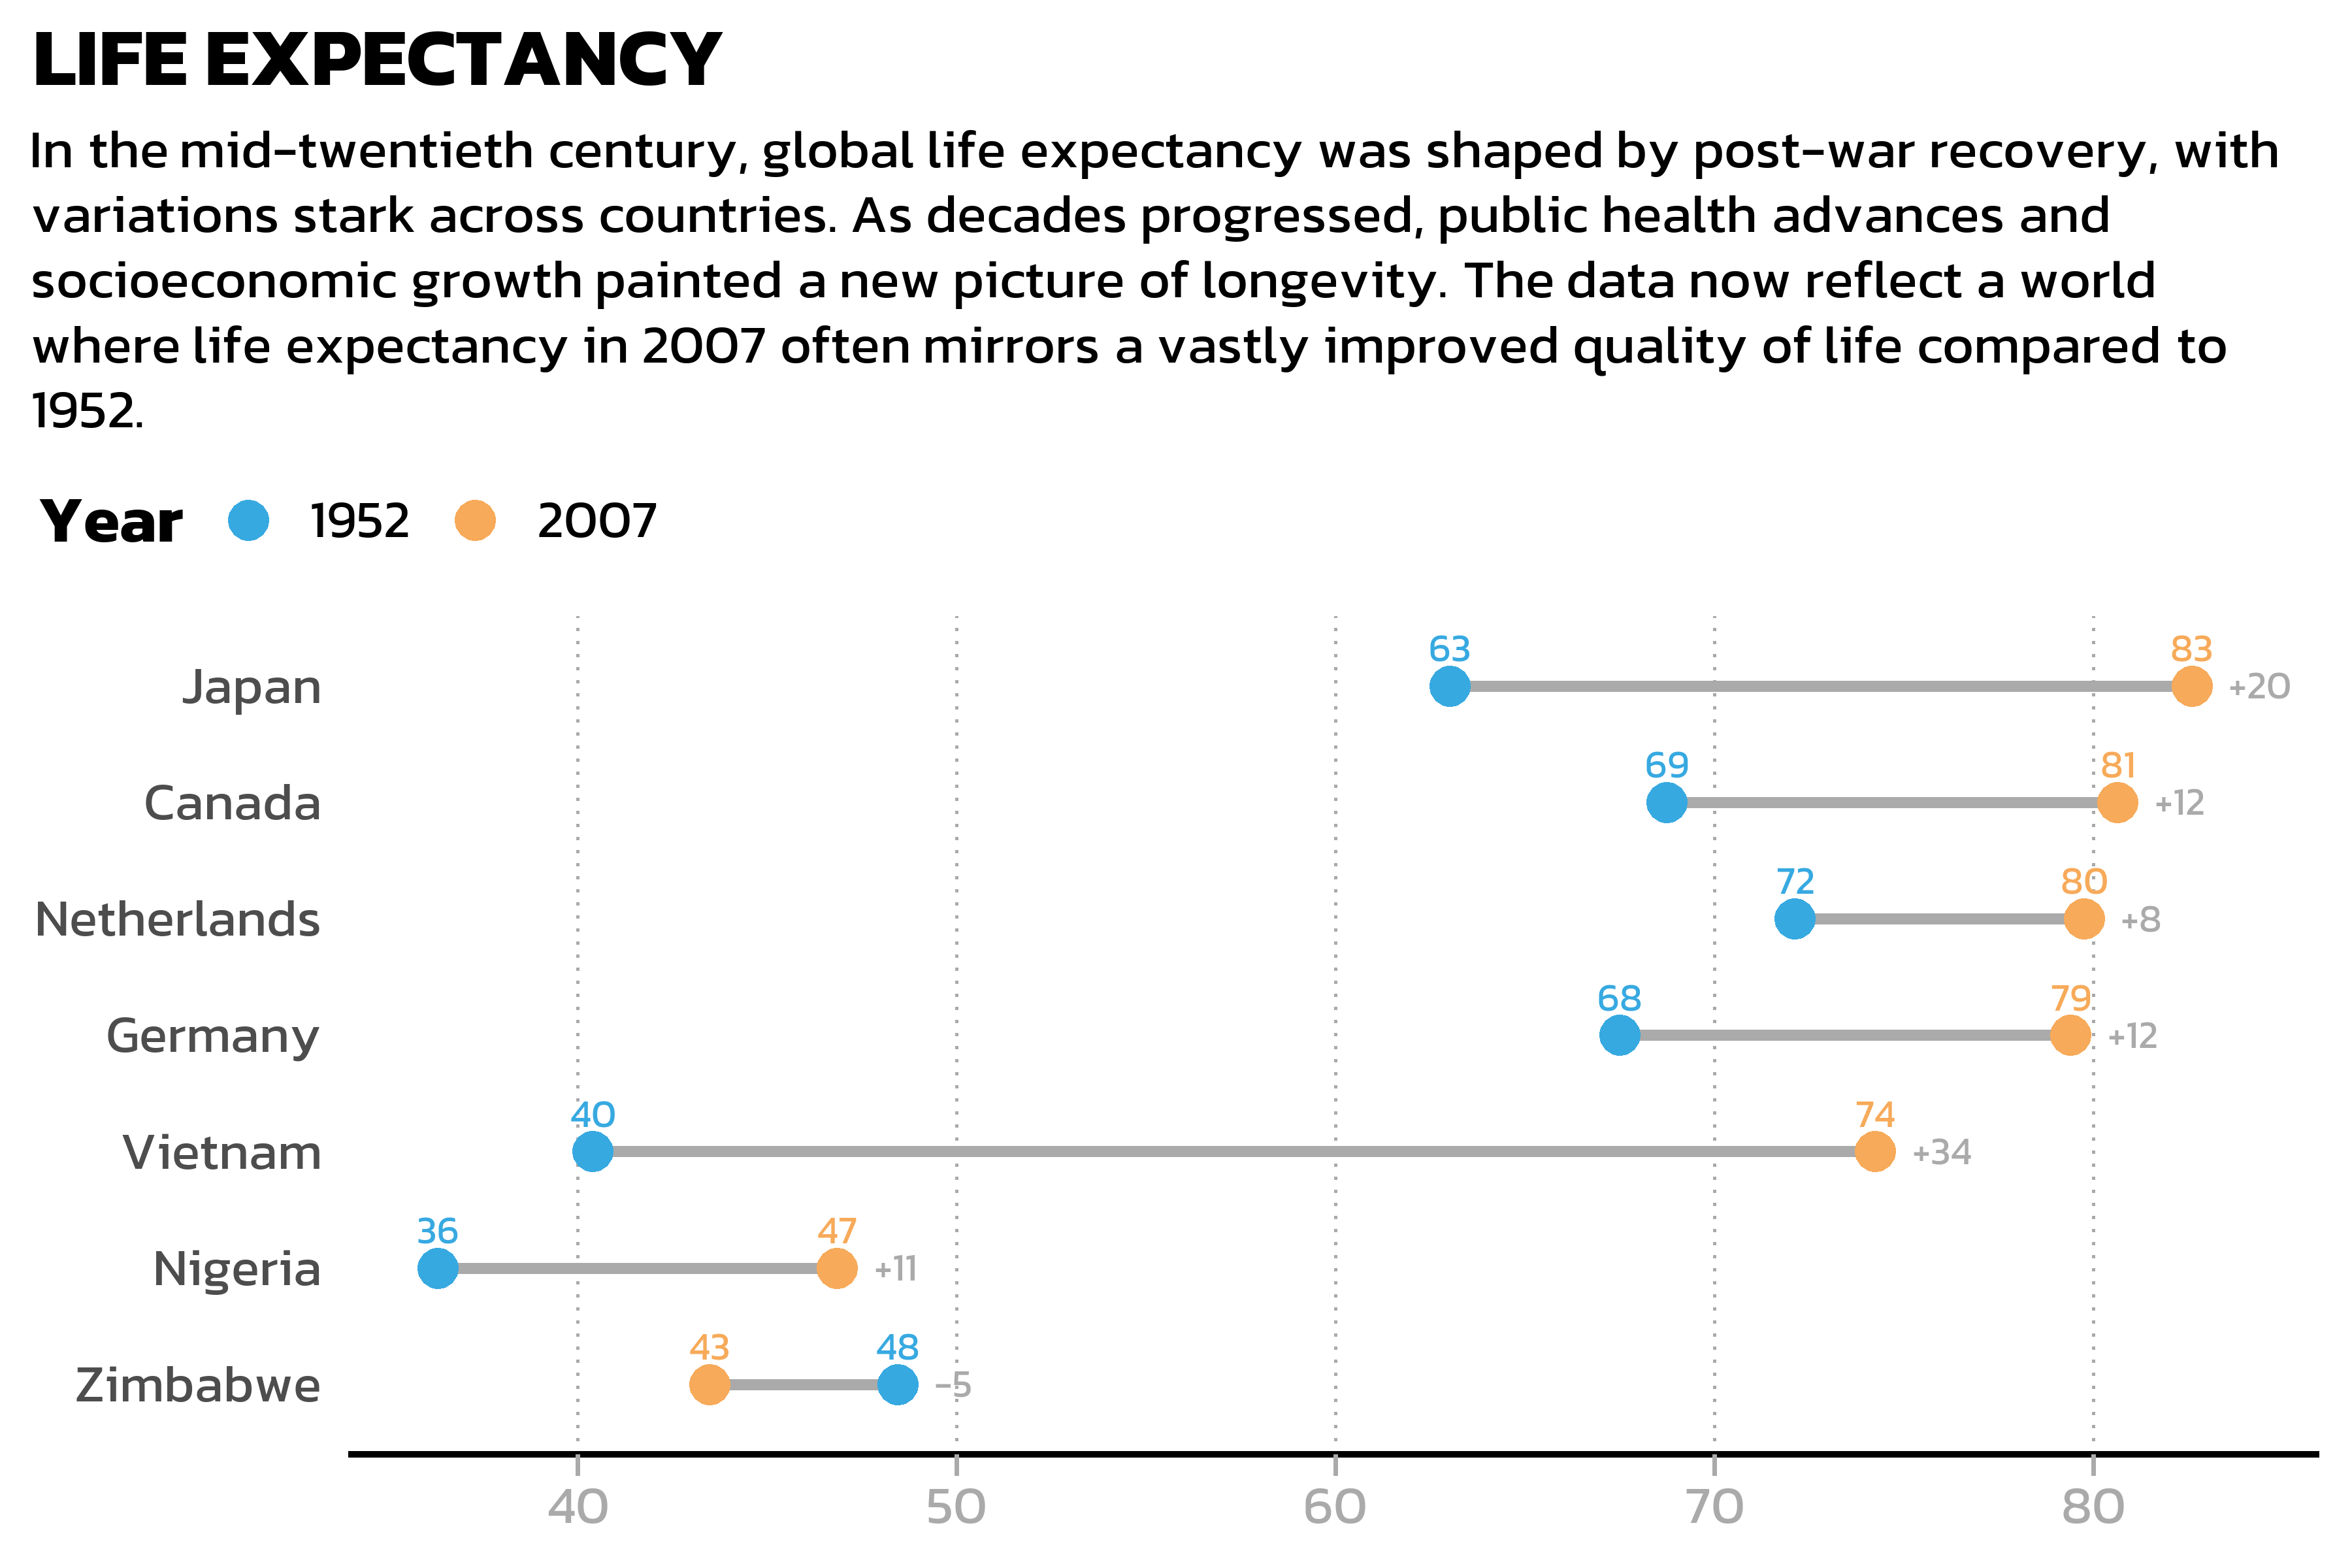 LIFE EXPECTANCY
In the mid-twentieth century, global life expectancy was shaped by post-war recovery, with
variations stark across countries. As decades progressed, public health advances and
socioeconomic growth painted a new picture of longevity. The data now reflect a world
where life expectancy in 2007 often mirrors a vastly improved quality of life compared to
1952.
Year 1952 2007
63 83
Japan +20
69 81
Canada +12
72 80
Netherlands +8
68 79
Germany +12
40 74
Vietnam +34
36 47
Nigeria +11
43 48
Zimbabwe -5
40 50 60 70 80